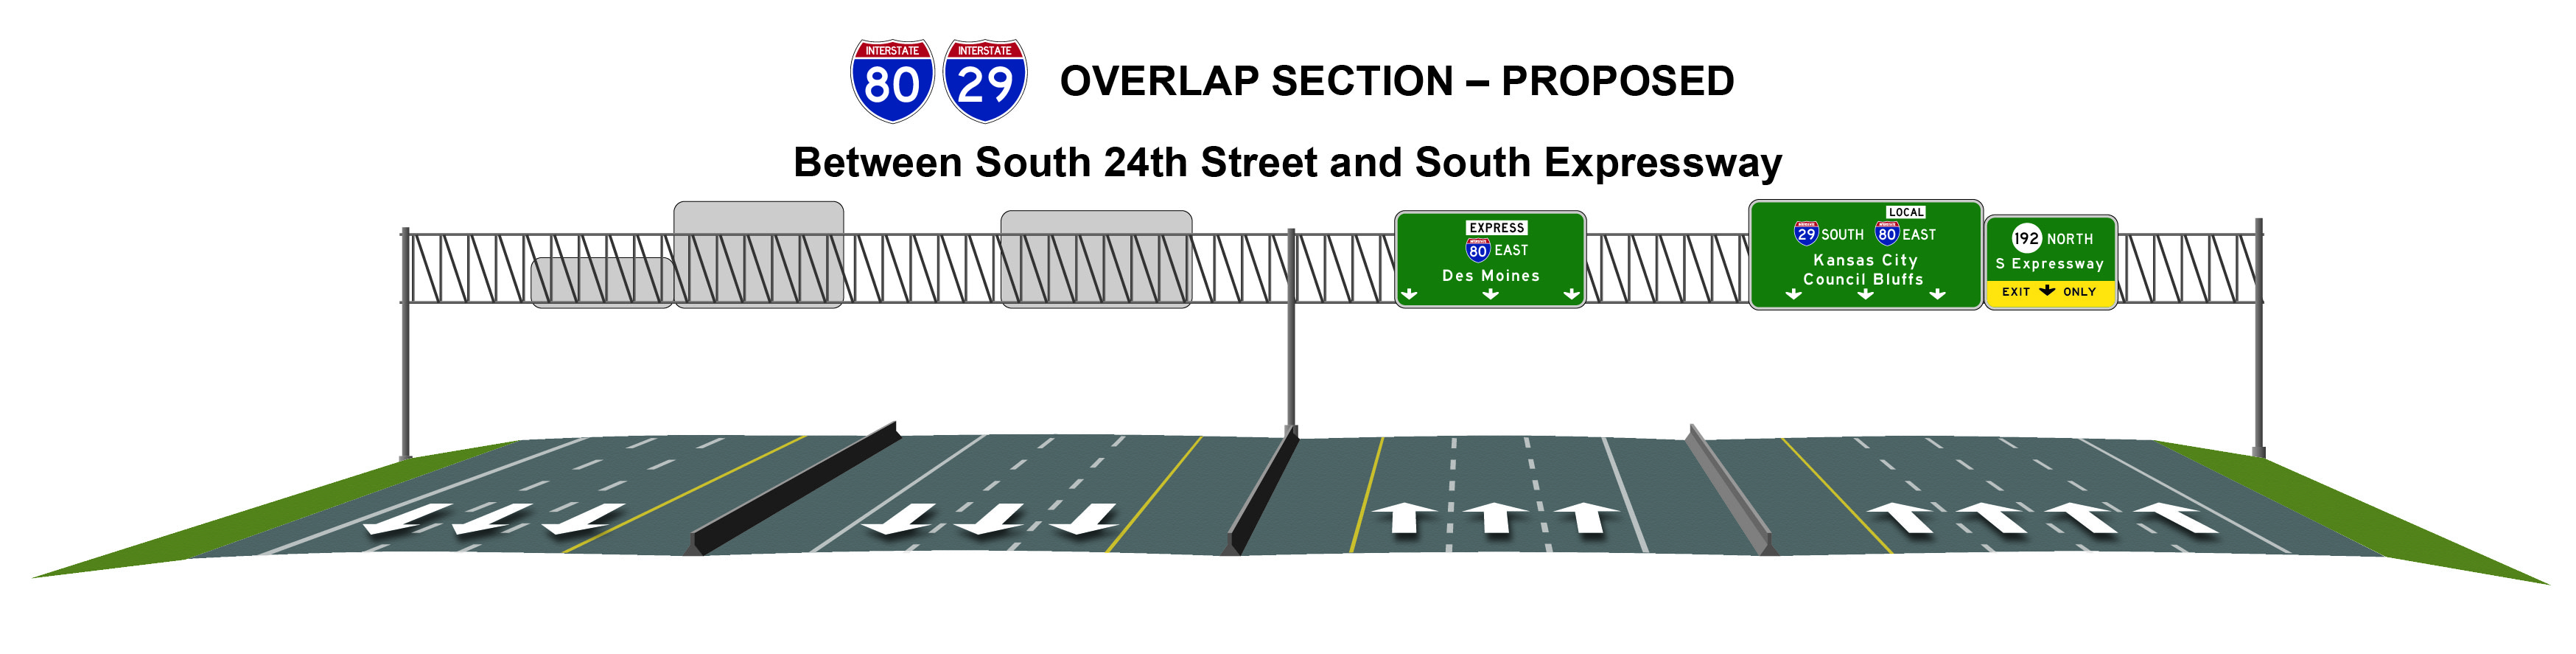 INTERSTATE 80 INTERSTATE 29 OVERLAP SECTION – PROPOSED
Between South 24th Street and South Expressway
EXPRESS
80 EAST
Des Moines
LOCAL
29 SOUTH 80 EAST
Kansas City
Council Bluffs
192 NORTH
S Expressway
EXIT ONLY